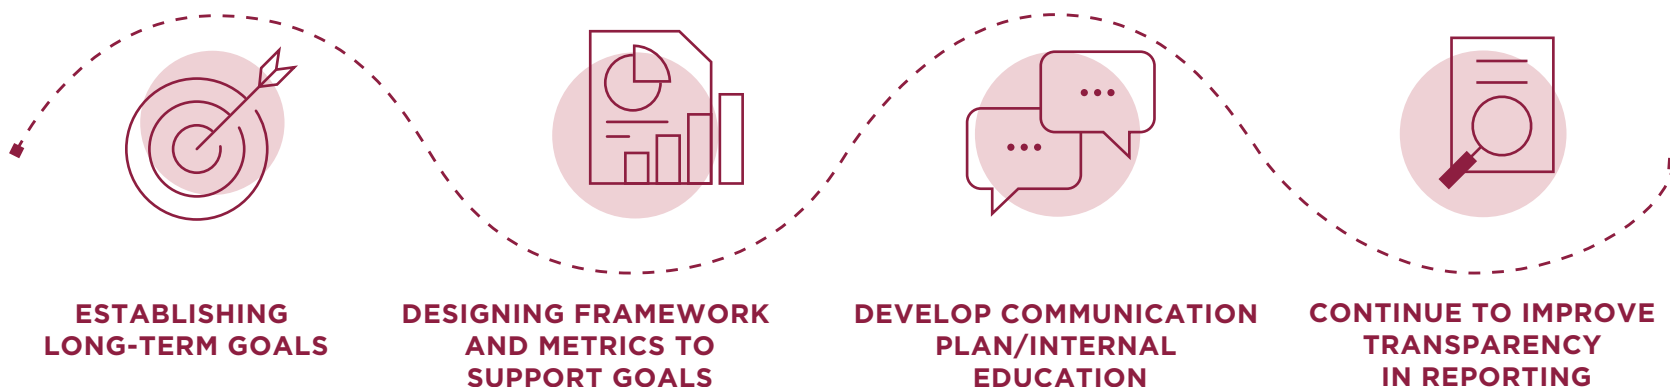 ESTABLISHING
LONG-TERM GOALS
DESIGNING FRAMEWORK
AND METRICS TO
SUPPORT GOALS
DEVELOP COMMUNICATION
PLAN/INTERNAL
EDUCATION
CONTINUE TO IMPROVE
TRANSPARENCY
IN REPORTING